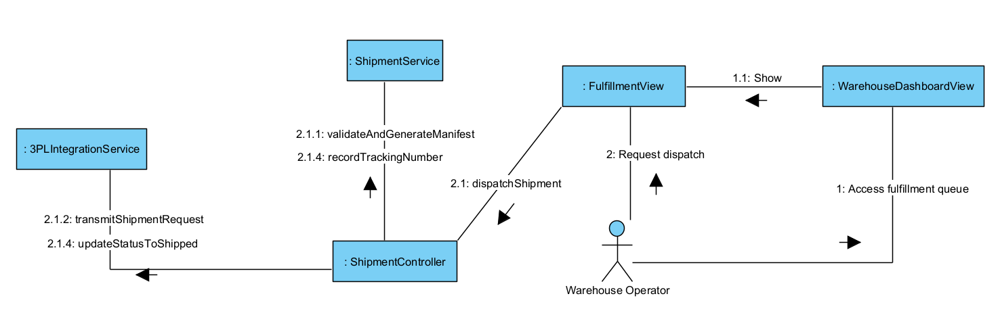 : ShipmentService
: FulfillmentView
1.1: Show
: WarehouseDashboardView
: 3PLIntegrationService
2.1.1: validateAndGenerateManifest
2.1.4: recordTrackingNumber
2: Request dispatch
2.1: dispatchShipment
1: Access fulfillment queue
2.1.2: transmitShipmentRequest
2.1.4: updateStatusToShipped
: ShipmentController
Warehouse Operator